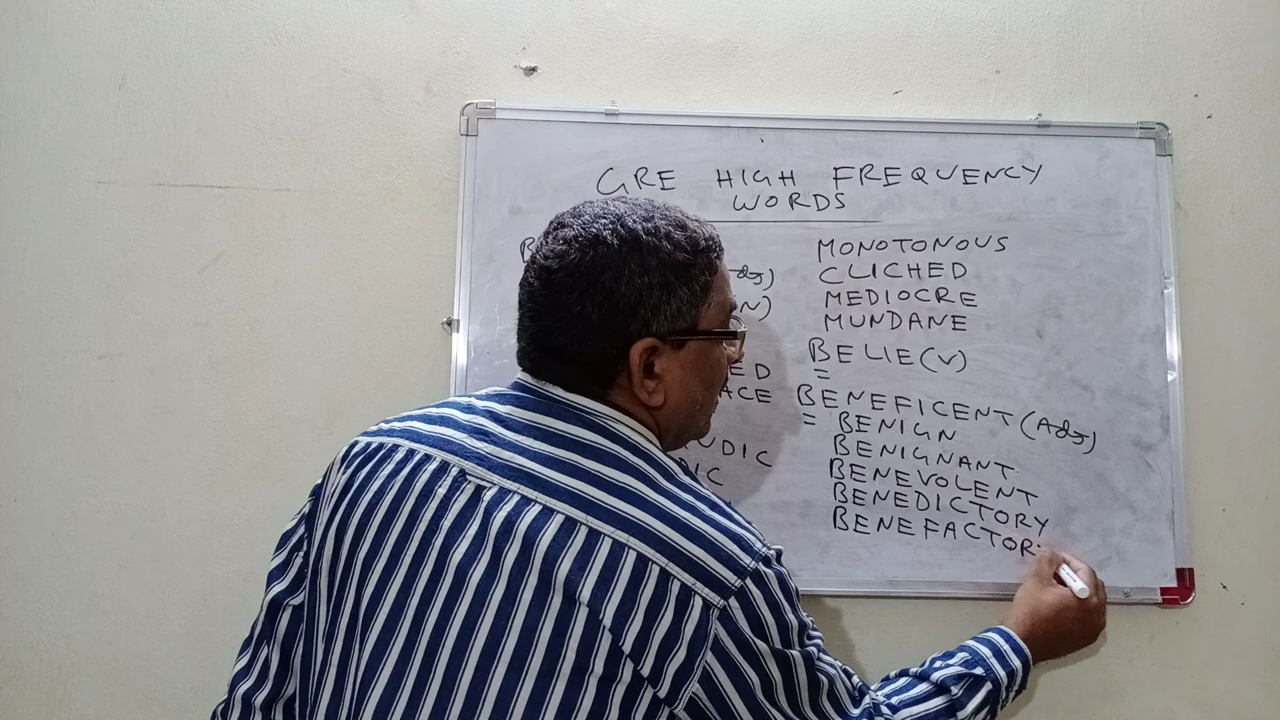 GRE HIGH FREQUENCY
WORDS
MONOTONOUS
CLICHED
MEDIOCRE
MUNDANE
BELIE(V)
=
BENEFICENT (Adj)
= BENIGN
BENIGNANT
BENEVOLENT
BENEDICTORY
BENEFACTOR